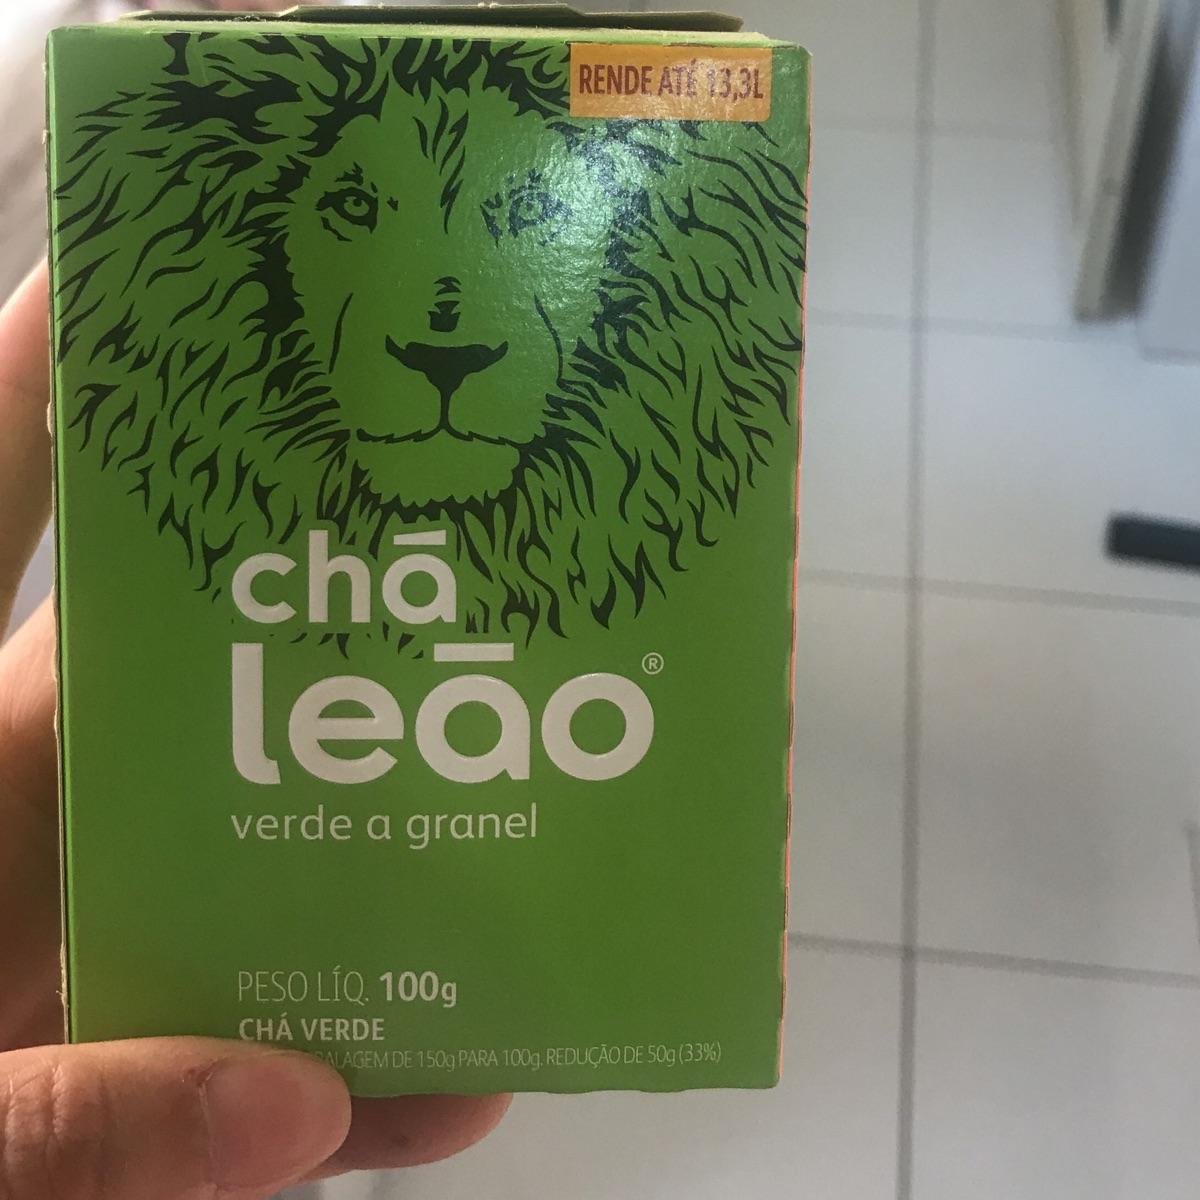 RENDE ATÉ 13,3L
chá
leão®
verde a granel
PESO LÍQ. 100g
CHÁ VERDE
DE 150g PARA 100g. REDUÇÃO DE 50g (33%)